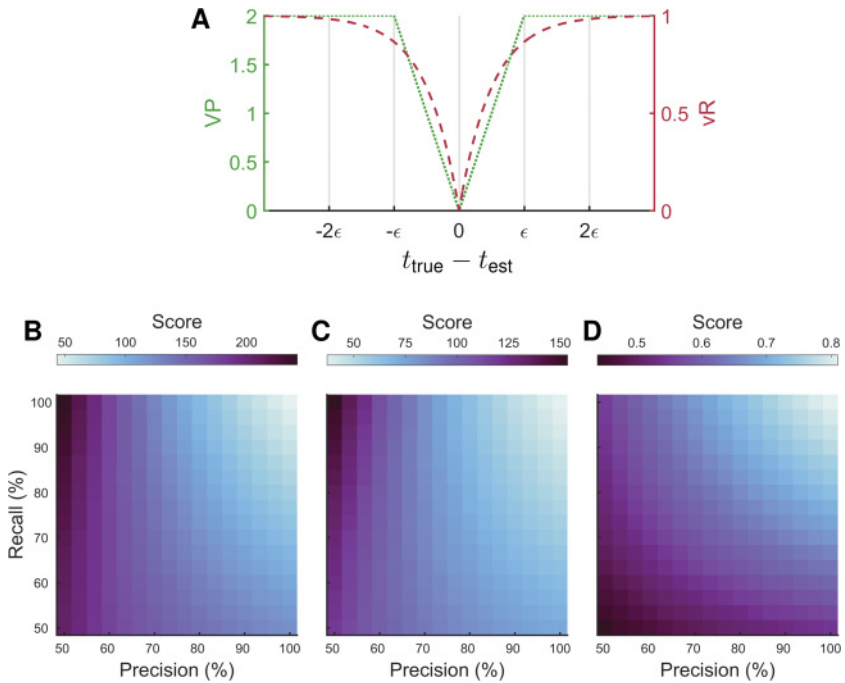 A
2
1.5
1
0.5
0
VP
1
0.5
0
vR
-2ϵ -ϵ 0 ϵ 2ϵ
t_true − t_est
B Score
50 100 150 200
C Score
50 75 100 125 150
D Score
0.5 0.6 0.7 0.8
Recall (%)
100
90
80
70
60
50
50 60 70 80 90 100
Precision (%)
50 60 70 80 90 100
Precision (%)
50 60 70 80 90 100
Precision (%)